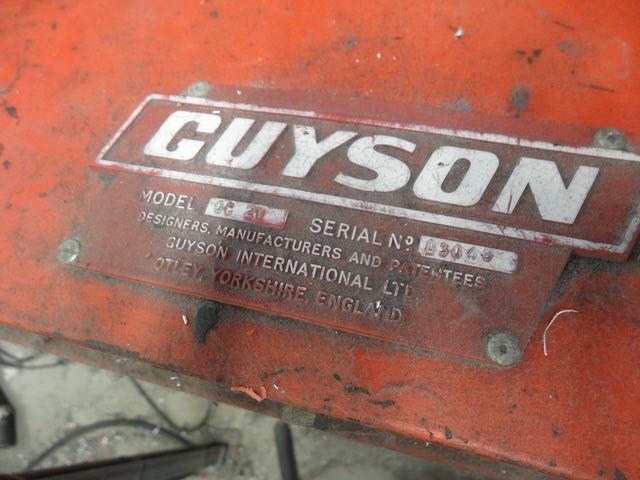 GUYSON
MODEL SERIAL Nº
DESIGNERS, MANUFACTURERS AND PATENTEES
GUYSON INTERNATIONAL LTD
OTLEY, YORKSHIRE, ENGLAND